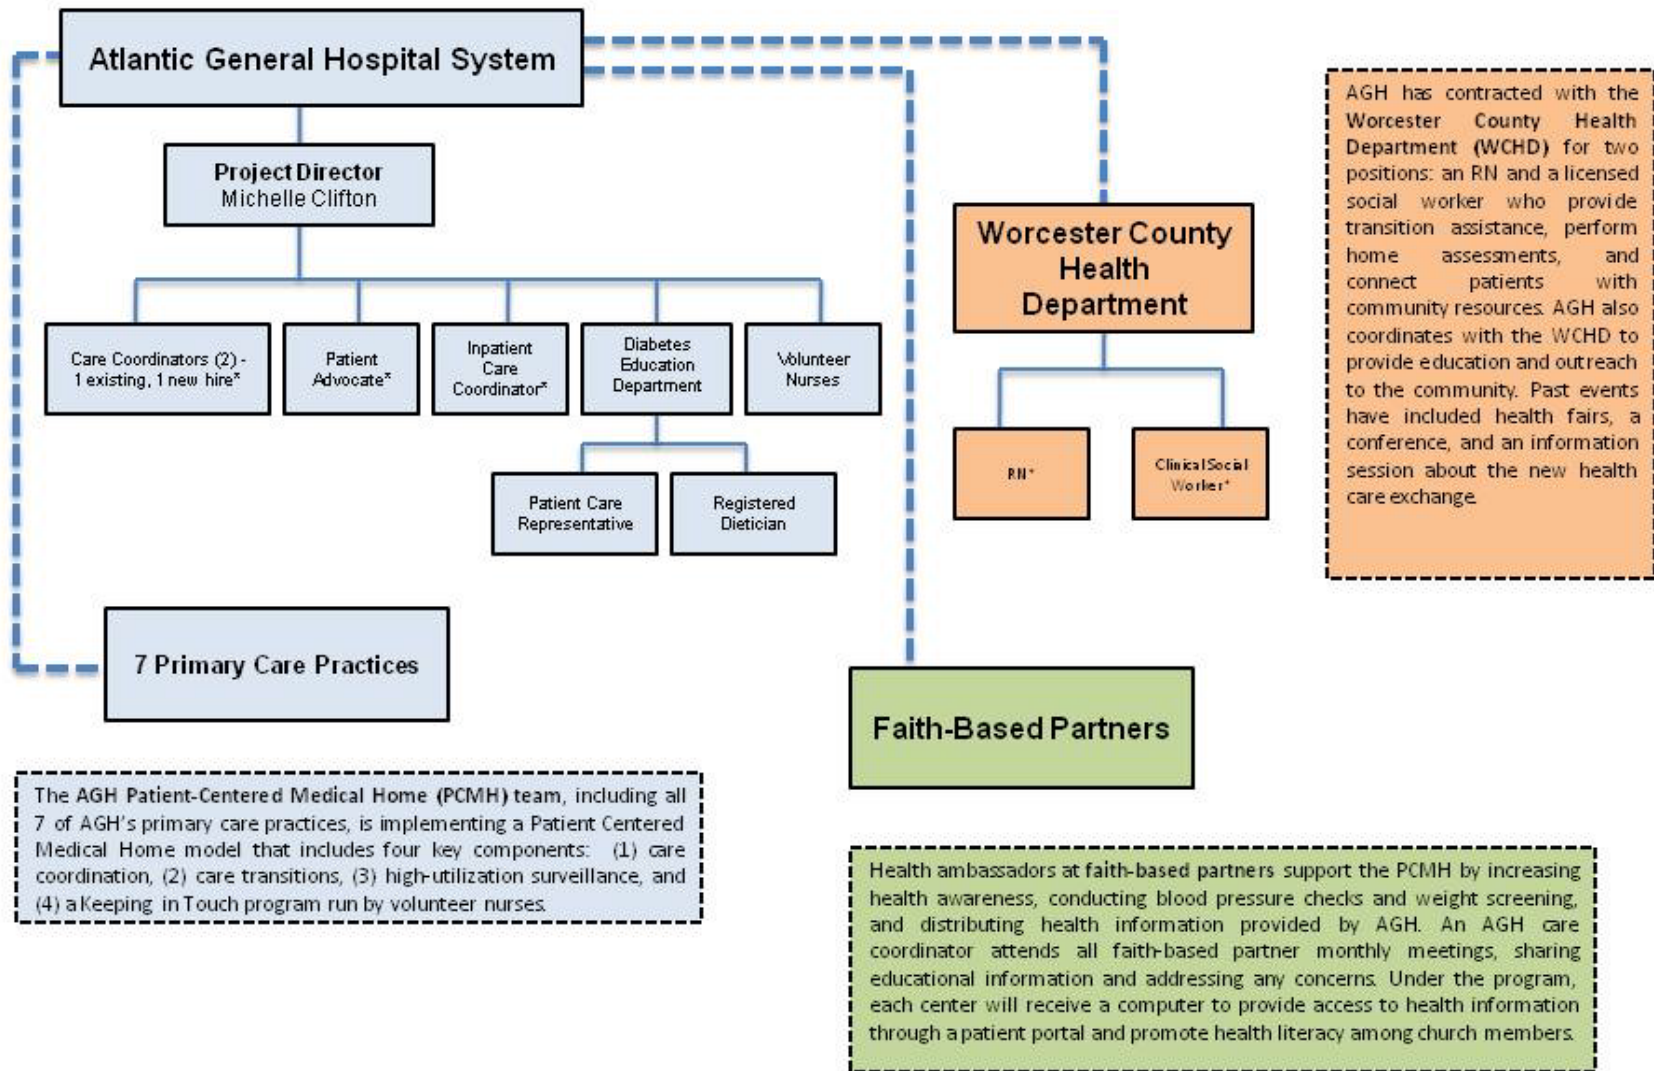 Atlantic General Hospital System
Project Director
Michelle Clifton
Care Coordinators (2) -
1 existing, 1 new hire*
Patient
Advocate*
Inpatient
Care
Coordinator*
Diabetes
Education
Department
Volunteer
Nurses
Patient Care
Representative
Registered
Dietician
7 Primary Care Practices
The AGH Patient-Centered Medical Home (PCMH) team, including all
7 of AGH's primary care practices, is implementing a Patient Centered
Medical Home model that includes four key components: (1) care
coordination, (2) care transitions, (3) high-utilization surveillance, and
(4) a Keeping in Touch program run by volunteer nurses.
Worcester County
Health
Department
RN*
Clinical Social
Worker*
AGH has contracted with the
Worcester County Health
Department (WCHD) for two
positions: an RN and a licensed
social worker who provide
transition assistance, perform
home assessments, and
connect patients with
community resources. AGH also
coordinates with the WCHD to
provide education and outreach
to the community. Past events
have included health fairs, a
conference, and an information
session about the new health
care exchange.
Faith-Based Partners
Health ambassadors at faith-based partners support the PCMH by increasing
health awareness, conducting blood pressure checks and weight screening,
and distributing health information provided by AGH. An AGH care
coordinator attends all faith-based partner monthly meetings, sharing
educational information and addressing any concerns. Under the program,
each center will receive a computer to provide access to health information
through a patient portal and promote health literacy among church members.